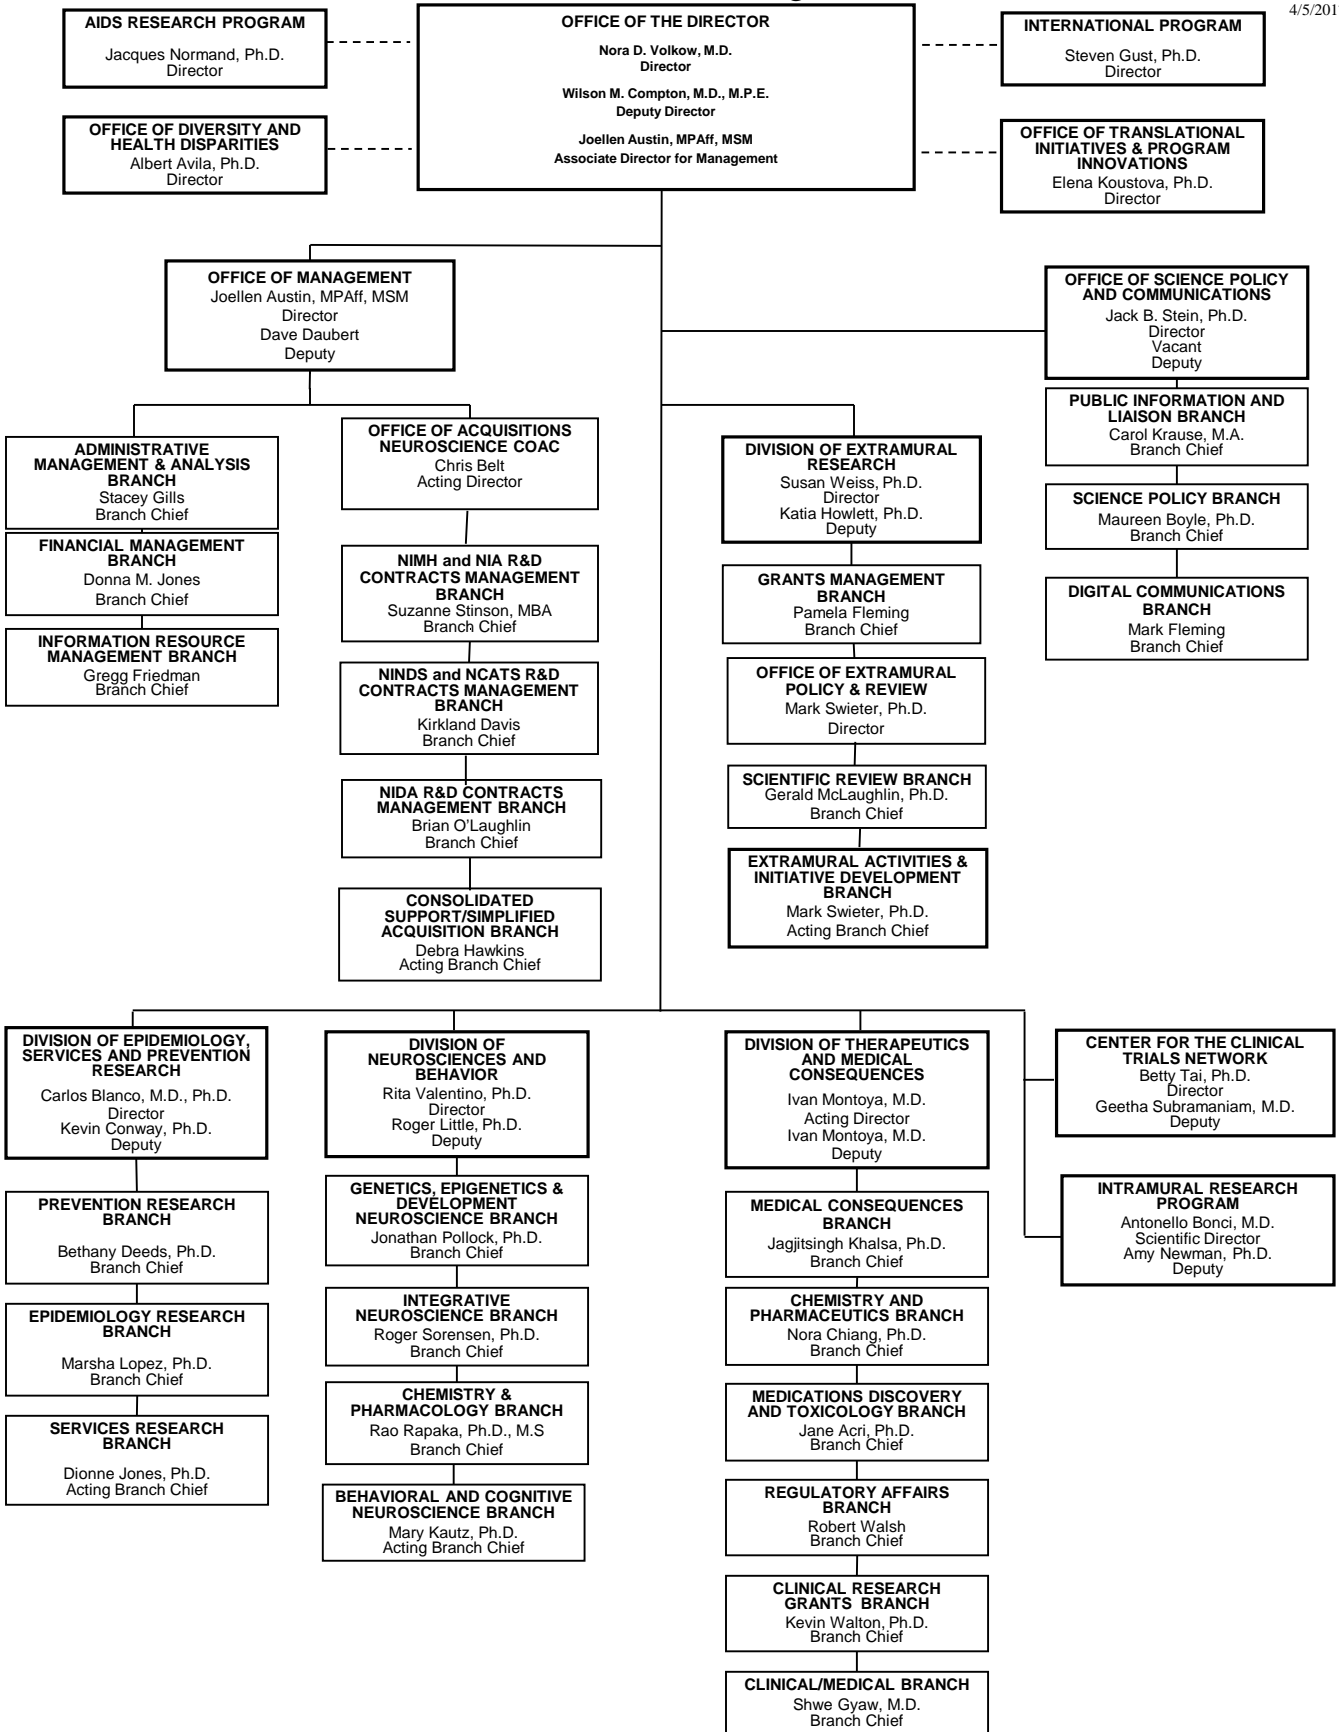 4/5/201
AIDS RESEARCH PROGRAM
Jacques Normand, Ph.D.
Director
OFFICE OF THE DIRECTOR
Nora D. Volkow, M.D.
Director
Wilson M. Compton, M.D., M.P.E.
Deputy Director
Joellen Austin, MPAff, MSM
Associate Director for Management
INTERNATIONAL PROGRAM
Steven Gust, Ph.D.
Director
OFFICE OF DIVERSITY AND
HEALTH DISPARITIES
Albert Avila, Ph.D.
Director
OFFICE OF TRANSLATIONAL
INITIATIVES & PROGRAM
INNOVATIONS
Elena Koustova, Ph.D.
Director
OFFICE OF MANAGEMENT
Joellen Austin, MPAff, MSM
Director
Dave Daubert
Deputy
OFFICE OF SCIENCE POLICY
AND COMMUNICATIONS
Jack B. Stein, Ph.D.
Director
Vacant
Deputy
ADMINISTRATIVE
MANAGEMENT & ANALYSIS
BRANCH
Stacey Gills
Branch Chief
FINANCIAL MANAGEMENT
BRANCH
Donna M. Jones
Branch Chief
INFORMATION RESOURCE
MANAGEMENT BRANCH
Gregg Friedman
Branch Chief
OFFICE OF ACQUISITIONS
NEUROSCIENCE COAC
Chris Belt
Acting Director
NIMH and NIA R&D
CONTRACTS MANAGEMENT
BRANCH
Suzanne Stinson, MBA
Branch Chief
NINDS and NCATS R&D
CONTRACTS MANAGEMENT
BRANCH
Kirkland Davis
Branch Chief
NIDA R&D CONTRACTS
MANAGEMENT BRANCH
Brian O'Laughlin
Branch Chief
CONSOLIDATED
SUPPORT/SIMPLIFIED
ACQUISITION BRANCH
Debra Hawkins
Acting Branch Chief
DIVISION OF EXTRAMURAL
RESEARCH
Susan Weiss, Ph.D.
Director
Katia Howlett, Ph.D.
Deputy
GRANTS MANAGEMENT
BRANCH
Pamela Fleming
Branch Chief
OFFICE OF EXTRAMURAL
POLICY & REVIEW
Mark Swieter, Ph.D.
Director
SCIENTIFIC REVIEW BRANCH
Gerald McLaughlin, Ph.D.
Branch Chief
EXTRAMURAL ACTIVITIES &
INITIATIVE DEVELOPMENT
BRANCH
Mark Swieter, Ph.D.
Acting Branch Chief
PUBLIC INFORMATION AND
LIAISON BRANCH
Carol Krause, M.A.
Branch Chief
SCIENCE POLICY BRANCH
Maureen Boyle, Ph.D.
Branch Chief
DIGITAL COMMUNICATIONS
BRANCH
Mark Fleming
Branch Chief
DIVISION OF EPIDEMIOLOGY,
SERVICES AND PREVENTION
RESEARCH
Carlos Blanco, M.D., Ph.D.
Director
Kevin Conway, Ph.D.
Deputy
PREVENTION RESEARCH
BRANCH
Bethany Deeds, Ph.D.
Branch Chief
EPIDEMIOLOGY RESEARCH
BRANCH
Marsha Lopez, Ph.D.
Branch Chief
SERVICES RESEARCH
BRANCH
Dionne Jones, Ph.D.
Acting Branch Chief
DIVISION OF
NEUROSCIENCES AND
BEHAVIOR
Rita Valentino, Ph.D.
Director
Roger Little, Ph.D.
Deputy
GENETICS, EPIGENETICS &
DEVELOPMENT
NEUROSCIENCE BRANCH
Jonathan Pollock, Ph.D.
Branch Chief
INTEGRATIVE
NEUROSCIENCE BRANCH
Roger Sorensen, Ph.D.
Branch Chief
CHEMISTRY &
PHARMACOLOGY BRANCH
Rao Rapaka, Ph.D., M.S
Branch Chief
BEHAVIORAL AND COGNITIVE
NEUROSCIENCE BRANCH
Mary Kautz, Ph.D.
Acting Branch Chief
DIVISION OF THERAPEUTICS
AND MEDICAL
CONSEQUENCES
Ivan Montoya, M.D.
Acting Director
Ivan Montoya, M.D.
Deputy
MEDICAL CONSEQUENCES
BRANCH
Jagjitsingh Khalsa, Ph.D.
Branch Chief
CHEMISTRY AND
PHARMACEUTICS BRANCH
Nora Chiang, Ph.D.
Branch Chief
MEDICATIONS DISCOVERY
AND TOXICOLOGY BRANCH
Jane Acri, Ph.D.
Branch Chief
REGULATORY AFFAIRS
BRANCH
Robert Walsh
Branch Chief
CLINICAL RESEARCH
GRANTS BRANCH
Kevin Walton, Ph.D.
Branch Chief
CLINICAL/MEDICAL BRANCH
Shwe Gyaw, M.D.
Branch Chief
CENTER FOR THE CLINICAL
TRIALS NETWORK
Betty Tai, Ph.D.
Director
Geetha Subramaniam, M.D.
Deputy
INTRAMURAL RESEARCH
PROGRAM
Antonello Bonci, M.D.
Scientific Director
Amy Newman, Ph.D.
Deputy